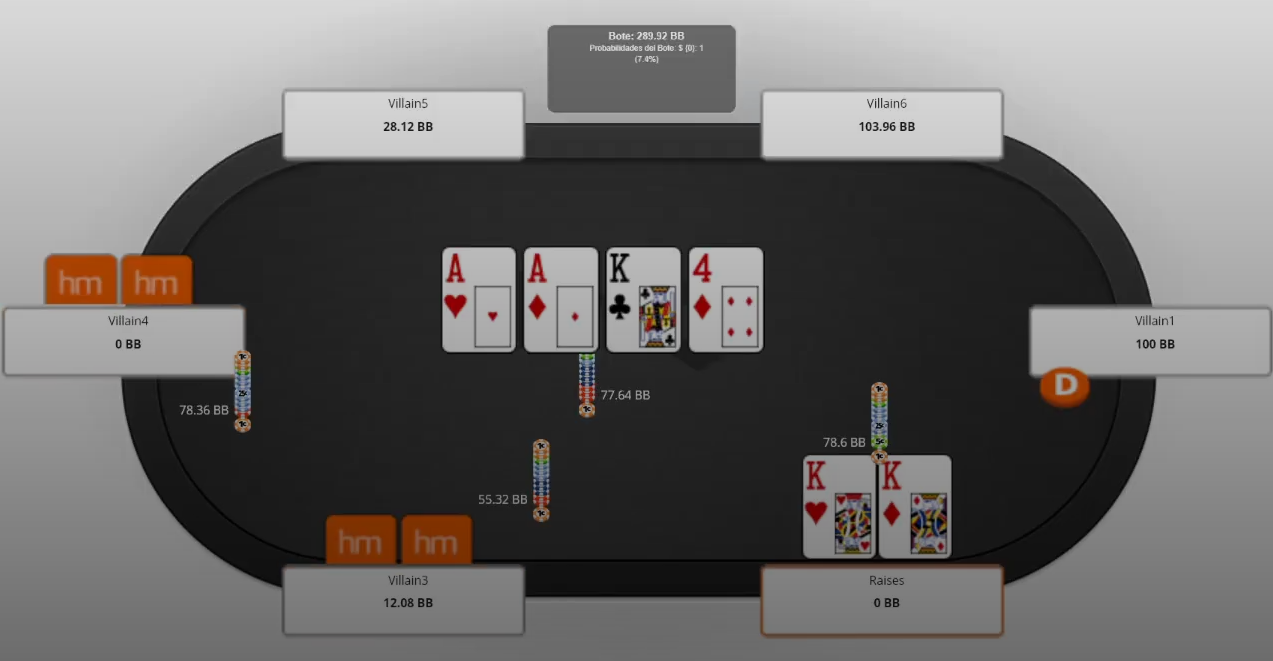 Bote: 289.92 BB
Probabilidades del Bote: $ (0): 1
(7.4%)
Villain5
28.12 BB
Villain6
103.96 BB
A
A
K
4
hm
hm
Villain4
0 BB
Villain1
100 BB
D
77.64 BB
78.36 BB
78.6 BB
K
K
55.32 BB
hm
hm
Villain3
12.08 BB
Raises
0 BB